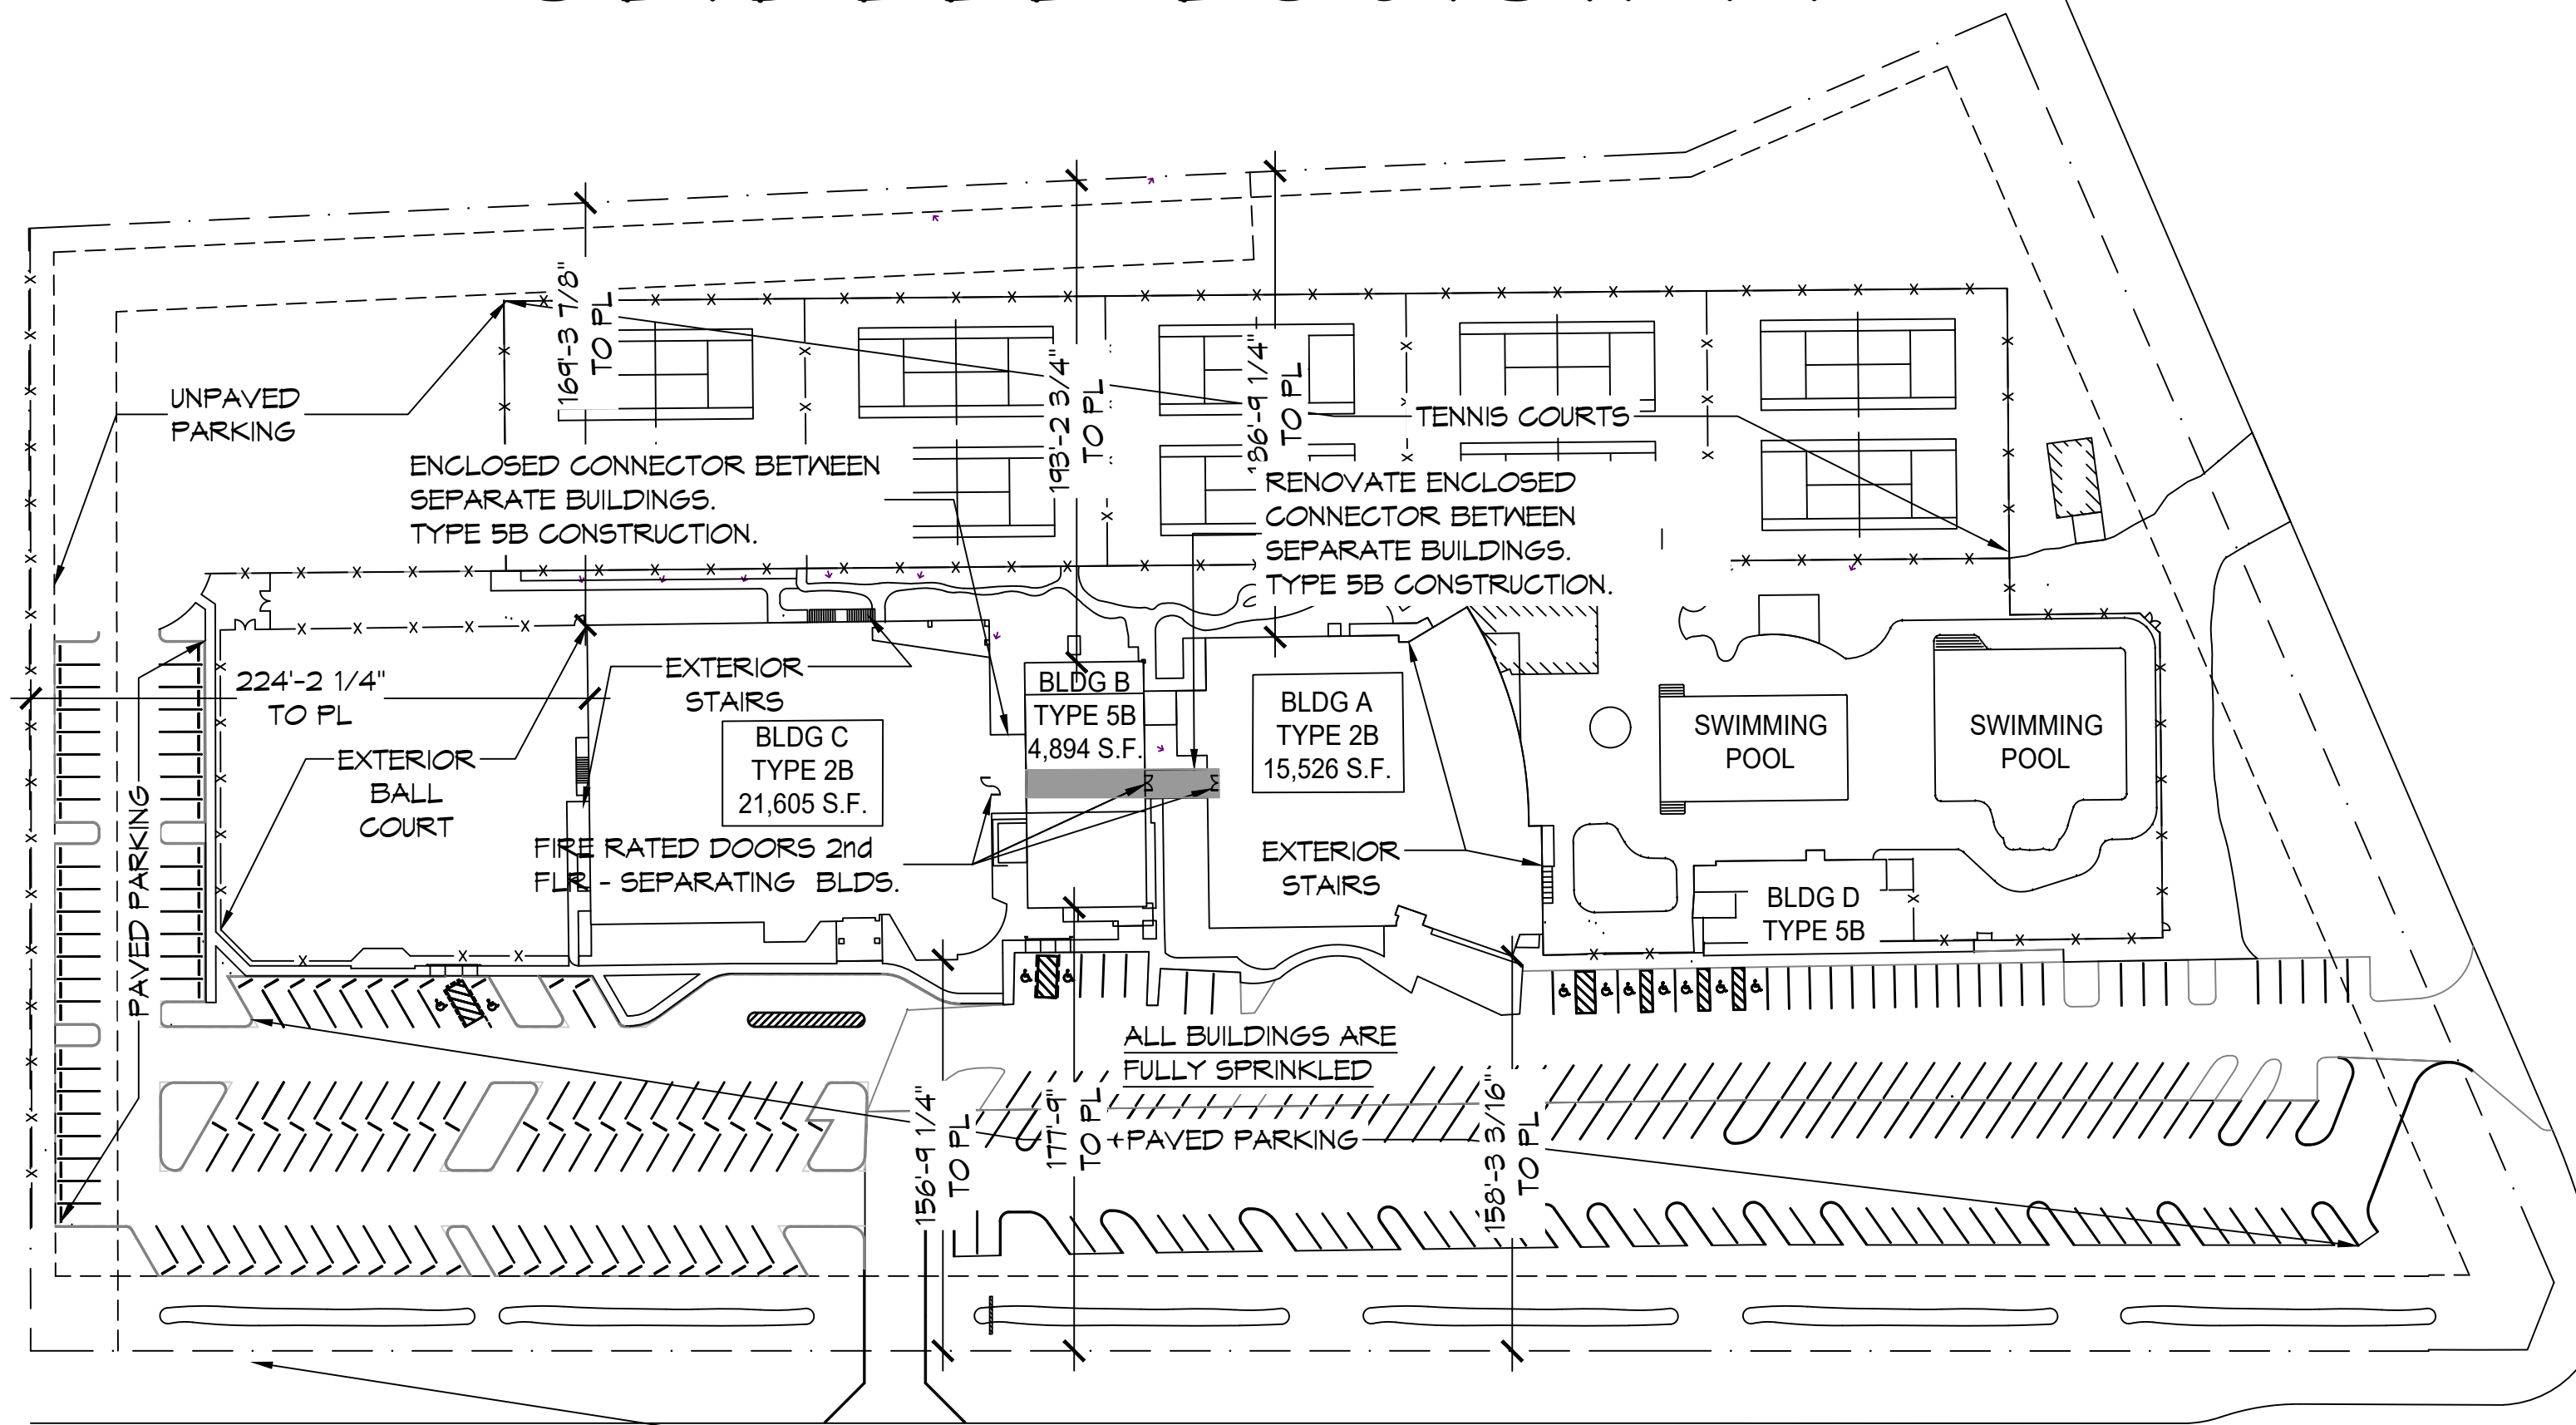 169'-3 7/8"
TO PL
193'-2 3/4"
TO PL
186'-9 1/4"
TO PL
UNPAVED
PARKING
TENNIS COURTS
ENCLOSED CONNECTOR BETWEEN
SEPARATE BUILDINGS.
TYPE 5B CONSTRUCTION.
RENOVATE ENCLOSED
CONNECTOR BETWEEN
SEPARATE BUILDINGS.
TYPE 5B CONSTRUCTION.
224'-2 1/4"
TO PL
EXTERIOR
STAIRS
BLDG B
TYPE 5B
4,894 S.F.
BLDG A
TYPE 2B
15,526 S.F.
SWIMMING
POOL
SWIMMING
POOL
BLDG C
TYPE 2B
21,605 S.F.
EXTERIOR
BALL
COURT
PAVED PARKING
FIRE RATED DOORS 2nd
FLR - SEPARATING BLDS.
EXTERIOR
STAIRS
BLDG D
TYPE 5B
ALL BUILDINGS ARE
FULLY SPRINKLED
156'-9 1/4"
TO PL
177'-9"
TO PL
PAVED PARKING
158'-3 3/16"
TO PL